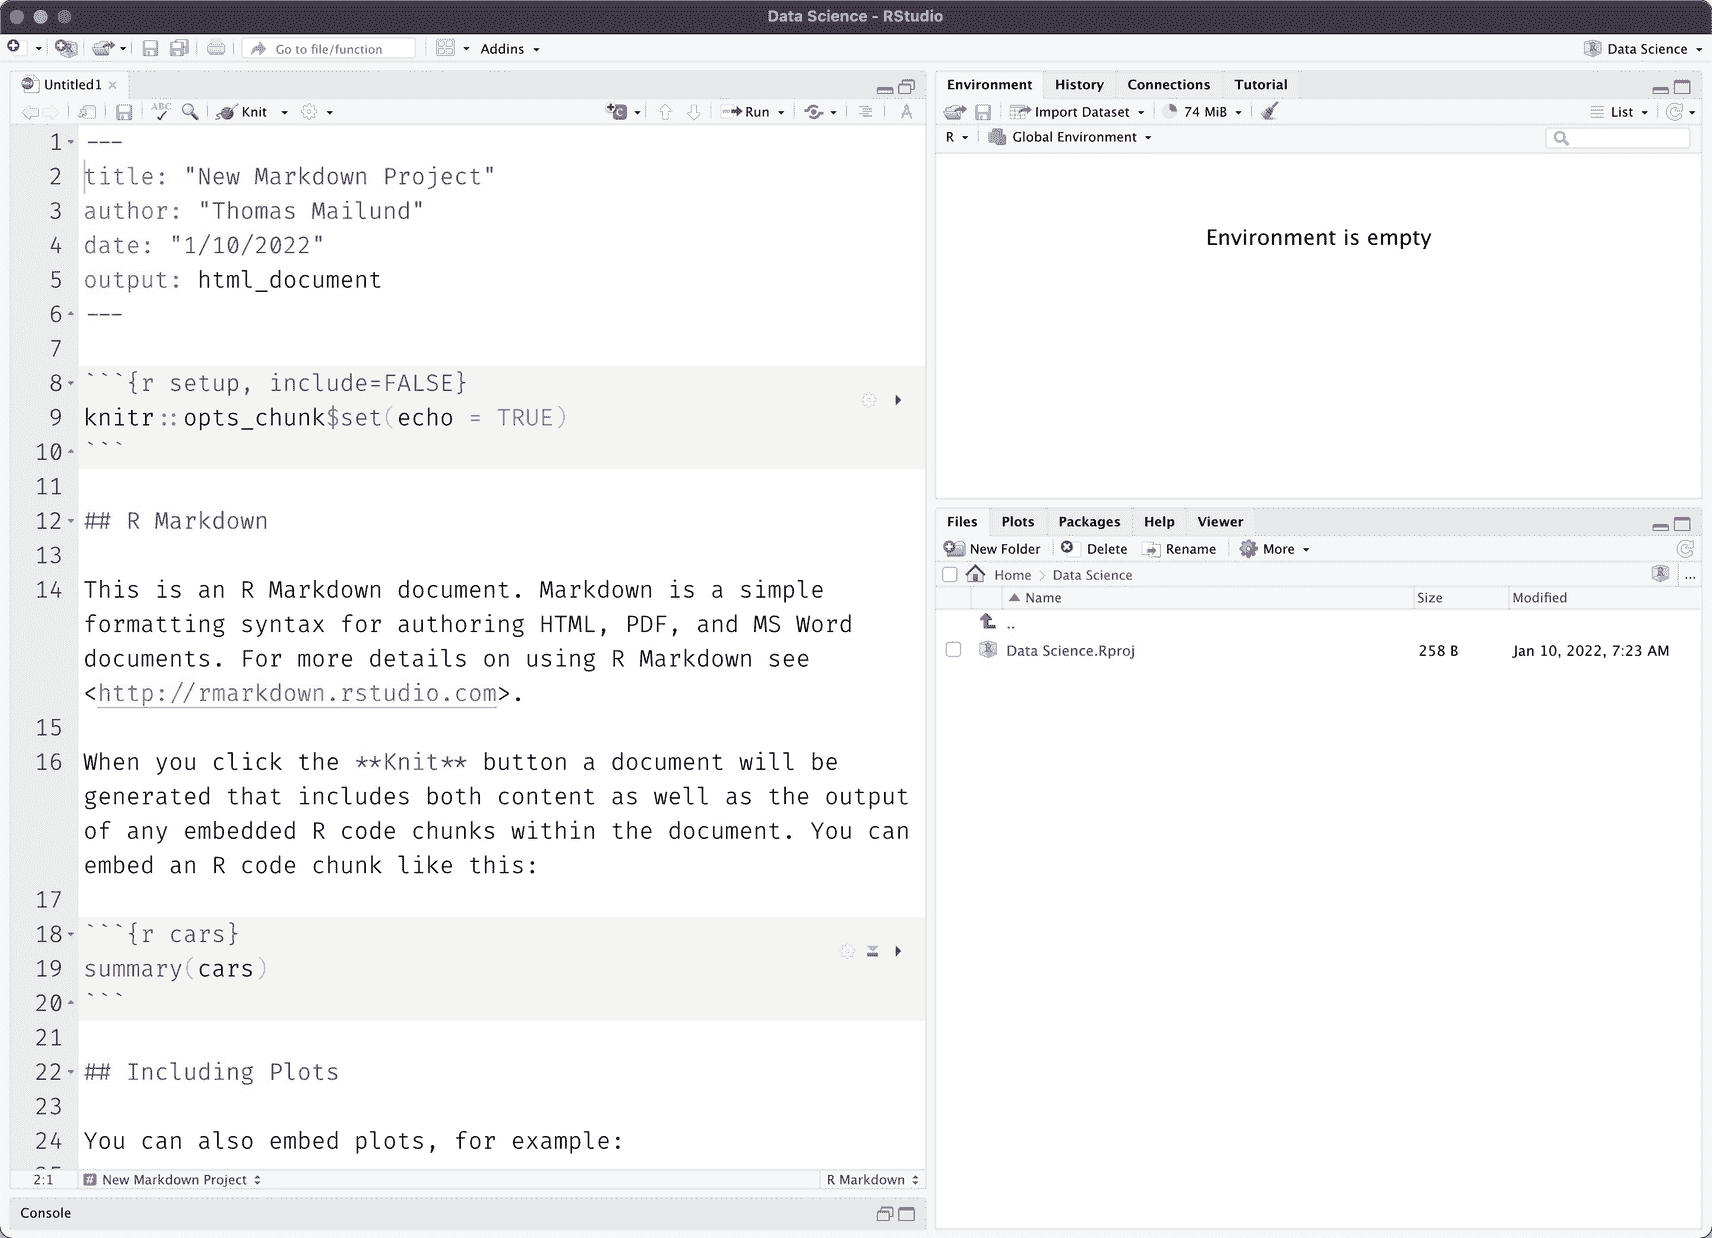 Data Science - RStudio
Go to file/function
Addins
Data Science
Untitled1
ABC
Knit
Run
1 ---
2 title: "New Markdown Project"
3 author: "Thomas Mailund"
4 date: "1/10/2022"
5 output: html_document
6 ---
7
8 ```{r setup, include=FALSE}
9 knitr::opts_chunk$set(echo = TRUE)
10 ```
11
12 ## R Markdown
13
14 This is an R Markdown document. Markdown is a simple
formatting syntax for authoring HTML, PDF, and MS Word
documents. For more details on using R Markdown see
<http://rmarkdown.rstudio.com>.
15
16 When you click the **Knit** button a document will be
generated that includes both content as well as the output
of any embedded R code chunks within the document. You can
embed an R code chunk like this:
17
18 ```{r cars}
19 summary(cars)
20 ```
21
22 ## Including Plots
23
24 You can also embed plots, for example:
2:1 # New Markdown Project R Markdown
Console
Environment History Connections Tutorial
Import Dataset 74 MiB List
R Global Environment
Environment is empty
Files Plots Packages Help Viewer
New Folder Delete Rename More
Home > Data Science ...
Name Size Modified
..
Data Science.Rproj 258 B Jan 10, 2022, 7:23 AM